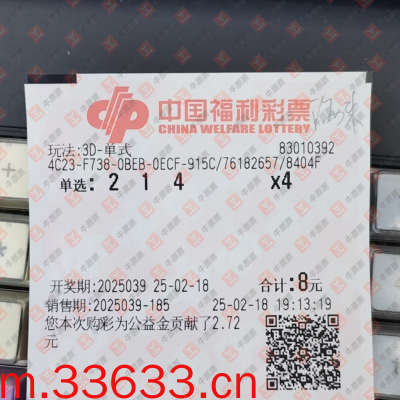 中国福利彩票
CHINA WELFARE LOTTERY
玩法:3D-单式 83010392
4C23-F738-0BEB-0ECF-915C/76182657/8404F
单选: 2 1 4 x4
开奖期:2025039 25-02-18 合计:8元
销售期:2025039-185 25-02-18 19:13:19
您本次购彩为公益金贡献了2.72
元
m.33633.cn